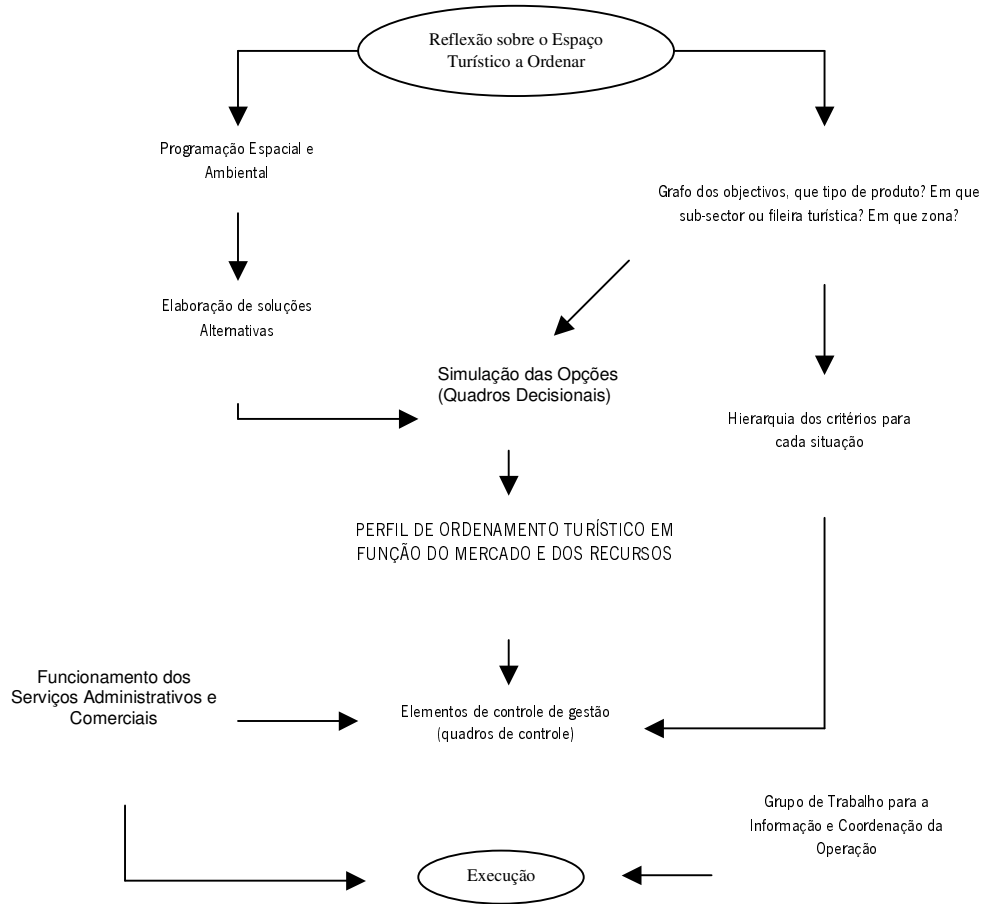 Reflexão sobre o Espaço
Turístico a Ordenar
Programação Espacial e
Ambiental
Grafo dos objectivos, que tipo de produto? Em que
sub-sector ou fileira turística? Em que zona?
Elaboração de soluções
Alternativas
Simulação das Opções
(Quadros Decisionais)
Hierarquia dos critérios para
cada situação
PERFIL DE ORDENAMENTO TURÍSTICO EM
FUNÇÃO DO MERCADO E DOS RECURSOS
Funcionamento dos
Serviços Administrativos e
Comerciais
Elementos de controle de gestão
(quadros de controle)
Grupo de Trabalho para a
Informação e Coordenação da
Operação
Execução